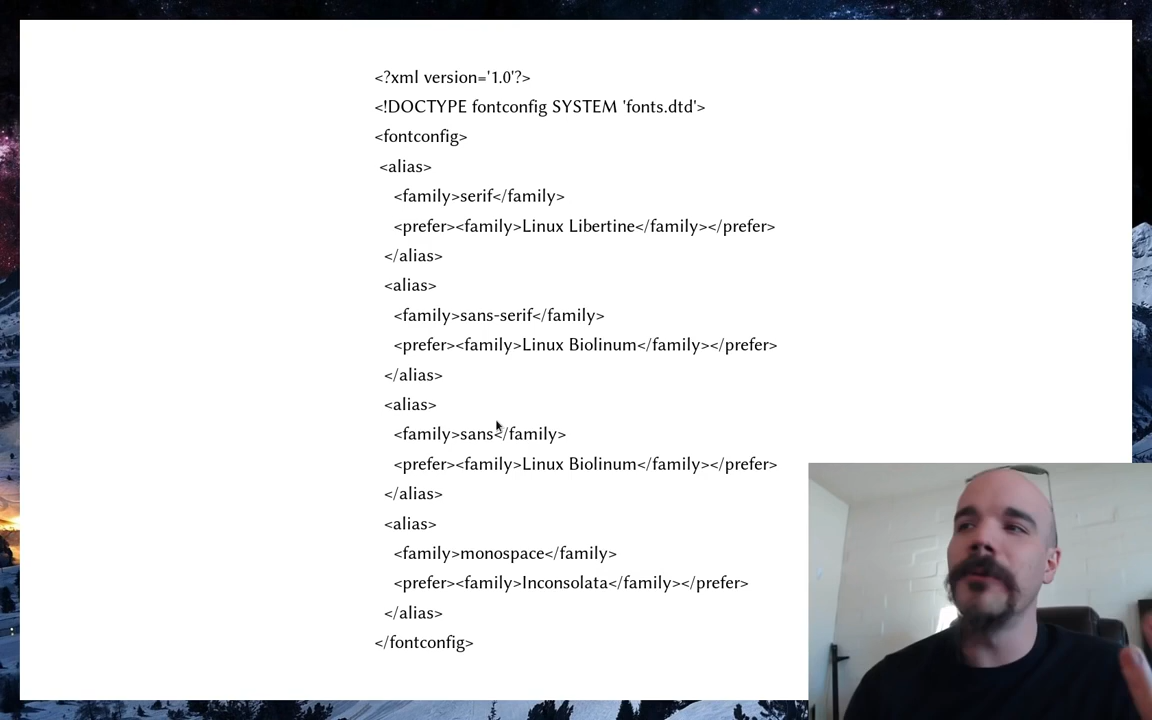 <?xml version='1.0'?>
<!DOCTYPE fontconfig SYSTEM 'fonts.dtd'>
<fontconfig>
<alias>
<family>serif</family>
<prefer><family>Linux Libertine</family></prefer>
</alias>
<alias>
<family>sans-serif</family>
<prefer><family>Linux Biolinum</family></prefer>
</alias>
<alias>
<family>sans</family>
<prefer><family>Linux Biolinum</family></prefer>
</alias>
<alias>
<family>monospace</family>
<prefer><family>Inconsolata</family></prefer>
</alias>
</fontconfig>